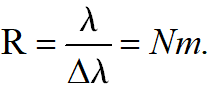 R = λ/Δλ = Nm.